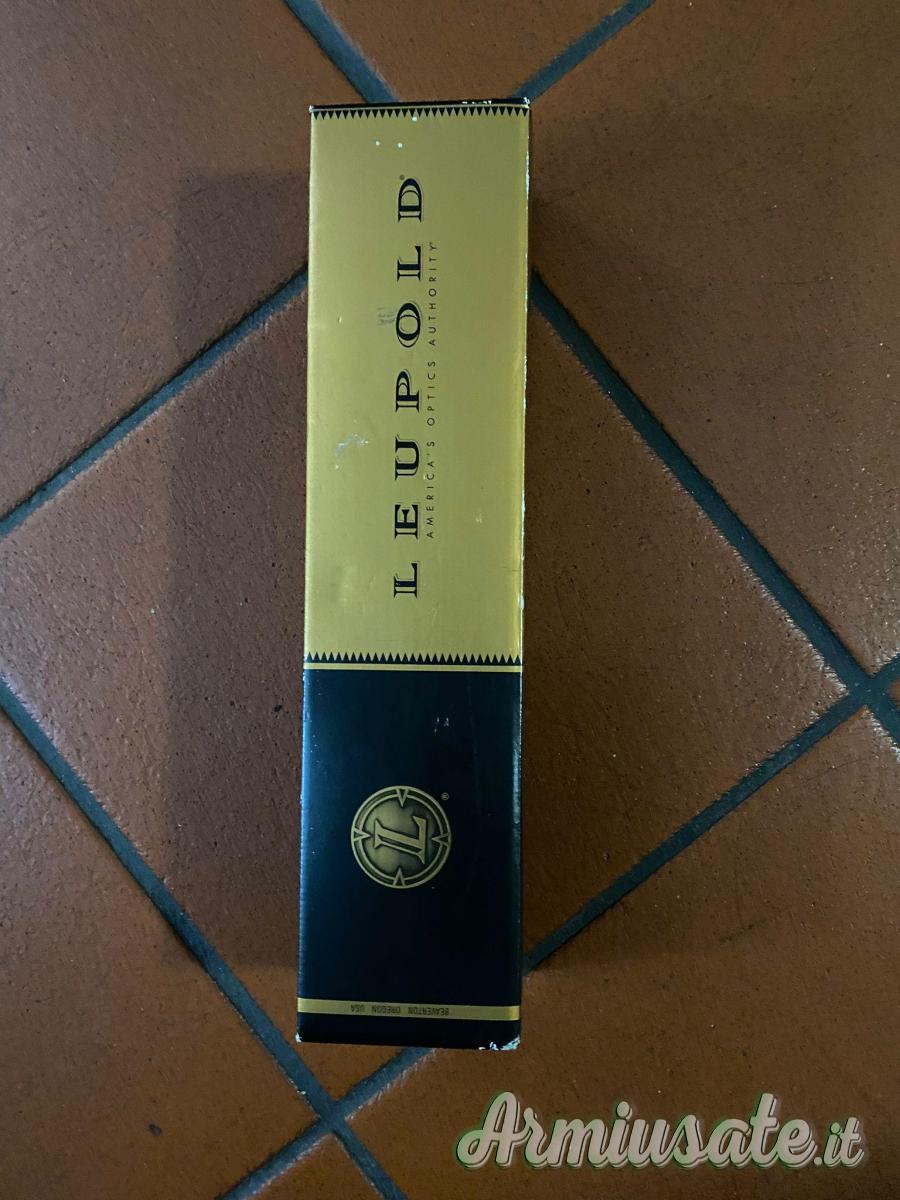 LEUPOLD®
AMERICA'S OPTICS AUTHORITY®
L®
BEAVERTON OREGON USA
Armiusate.it